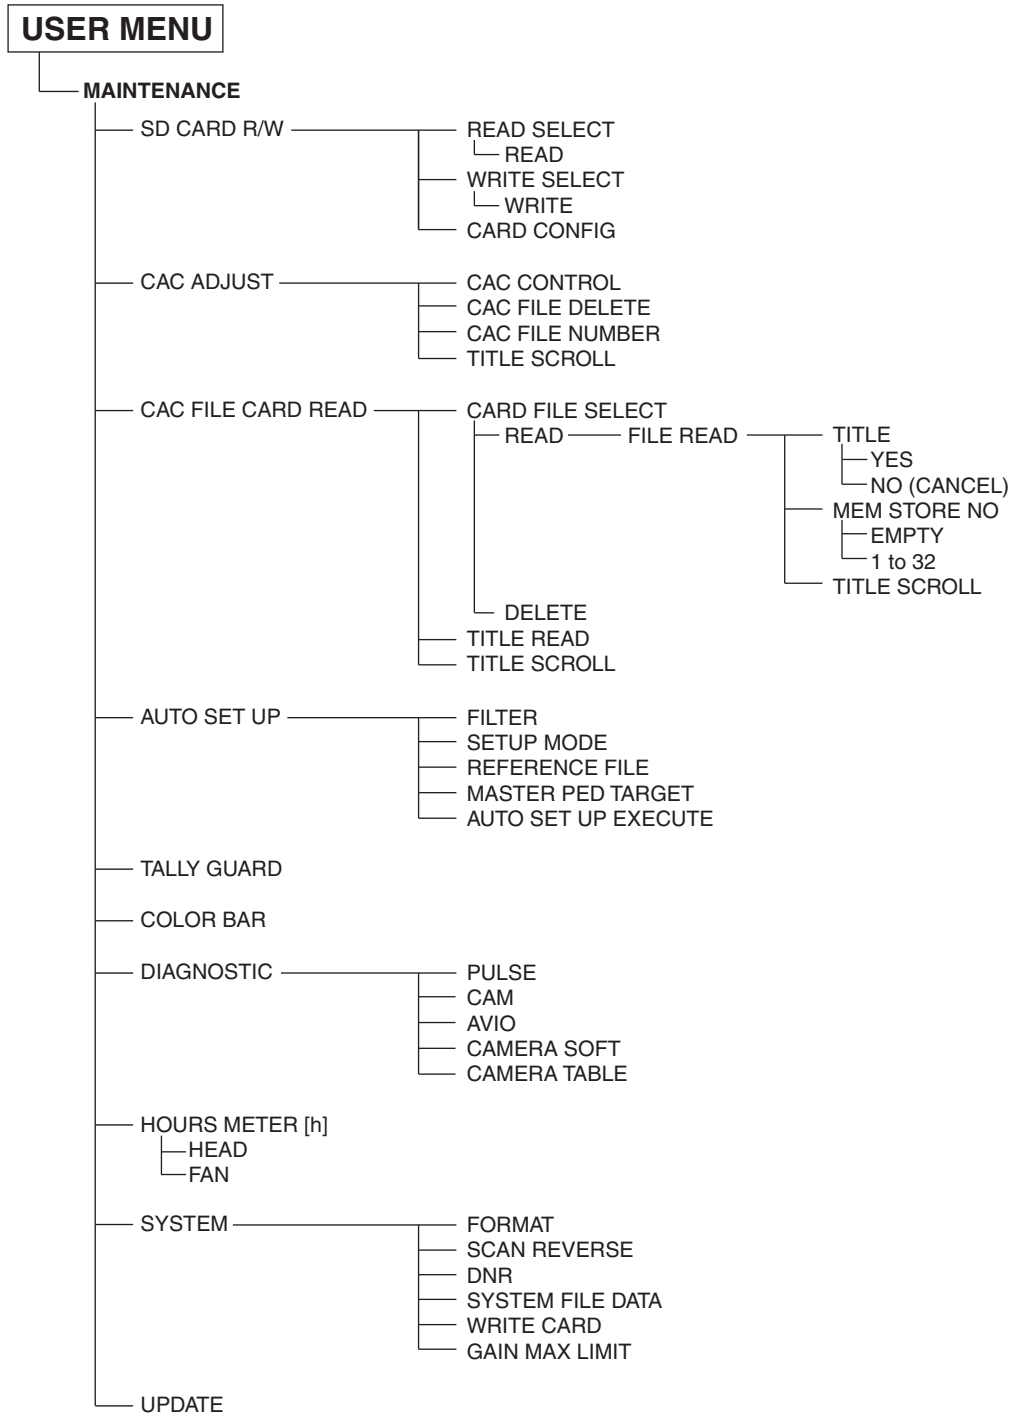 USER MENU
MAINTENANCE
SD CARD R/W
READ SELECT
READ
WRITE SELECT
WRITE
CARD CONFIG
CAC ADJUST
CAC CONTROL
CAC FILE DELETE
CAC FILE NUMBER
TITLE SCROLL
CAC FILE CARD READ
CARD FILE SELECT
READ
FILE READ
TITLE
YES
NO (CANCEL)
MEM STORE NO
EMPTY
1 to 32
TITLE SCROLL
DELETE
TITLE READ
TITLE SCROLL
AUTO SET UP
FILTER
SETUP MODE
REFERENCE FILE
MASTER PED TARGET
AUTO SET UP EXECUTE
TALLY GUARD
COLOR BAR
DIAGNOSTIC
PULSE
CAM
AVIO
CAMERA SOFT
CAMERA TABLE
HOURS METER [h]
HEAD
FAN
SYSTEM
FORMAT
SCAN REVERSE
DNR
SYSTEM FILE DATA
WRITE CARD
GAIN MAX LIMIT
UPDATE